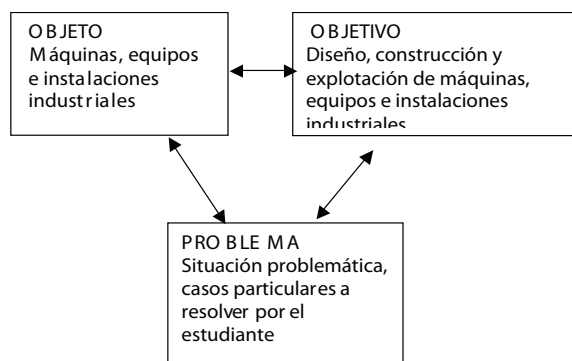 OBJETO
Máquinas, equipos
e instalaciones
industriales
OBJETIVO
Diseño, construcción y
explotación de máquinas,
equipos e instalaciones
industriales
PROBLEMA
Situación problemática,
casos particulares a
resolver por el
estudiante